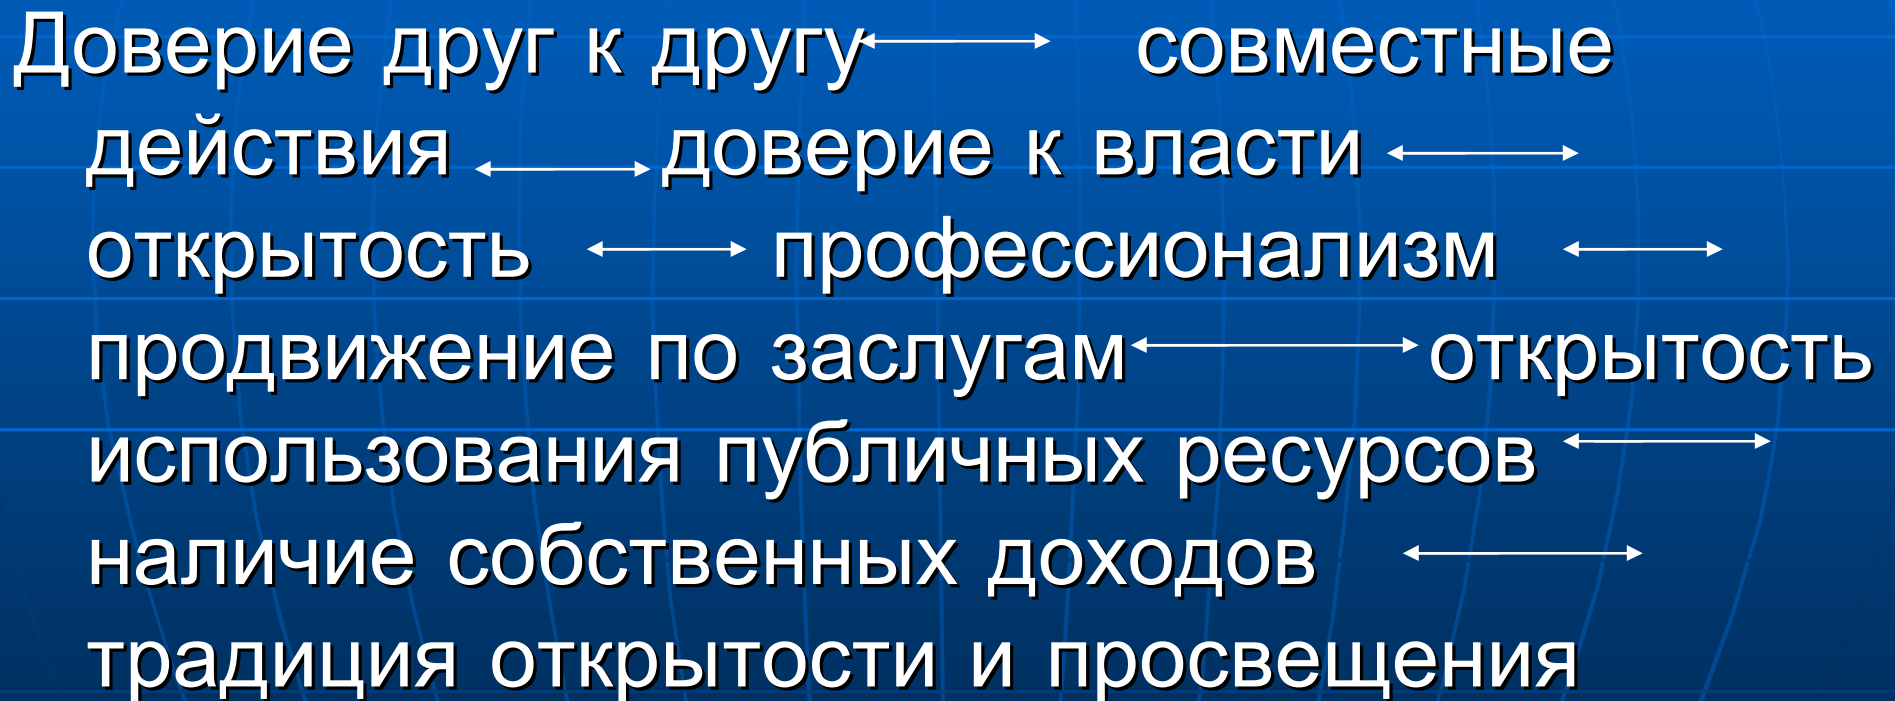 Доверие друг к другу совместные
действия доверие к власти
открытость профессионализм
продвижение по заслугам открытость
использования публичных ресурсов
наличие собственных доходов
традиция открытости и просвещения